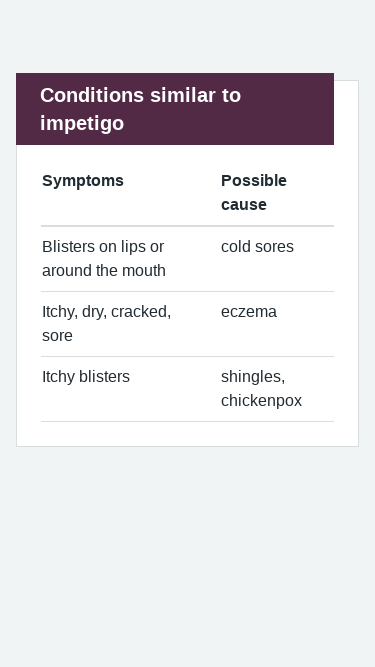 Conditions similar to
impetigo
Symptoms
Possible
cause
Blisters on lips or
around the mouth
cold sores
Itchy, dry, cracked,
sore
eczema
Itchy blisters
shingles,
chickenpox